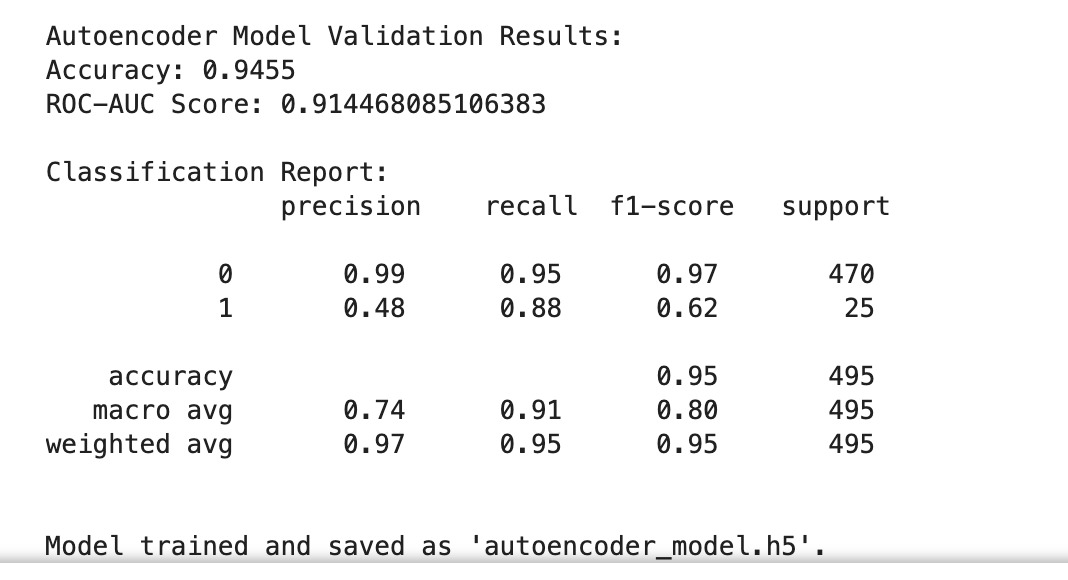 Autoencoder Model Validation Results:
Accuracy: 0.9455
ROC-AUC Score: 0.914468085106383
Classification Report:
precision recall f1-score support
0 0.99 0.95 0.97 470
1 0.48 0.88 0.62 25
accuracy 0.95 495
macro avg 0.74 0.91 0.80 495
weighted avg 0.97 0.95 0.95 495
Model trained and saved as 'autoencoder_model.h5'.